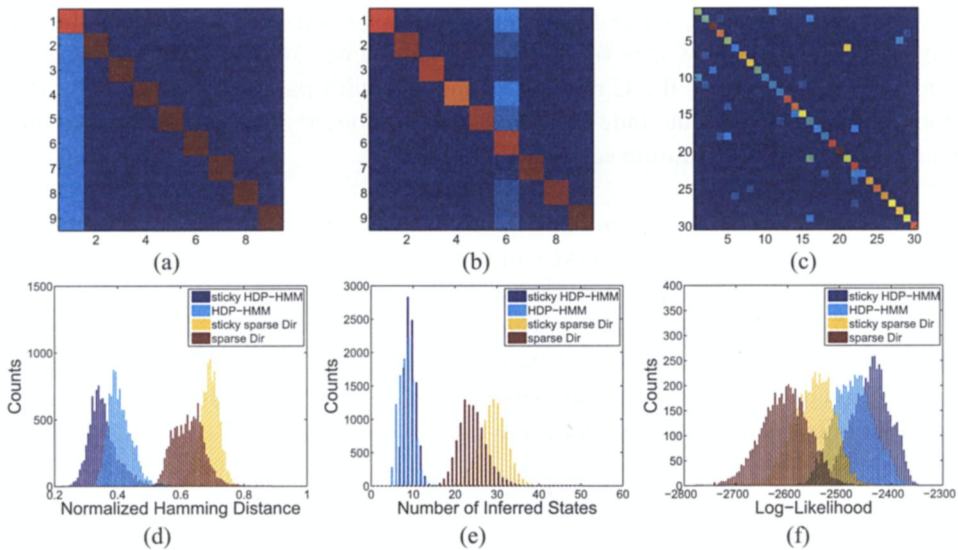 1
2
3
4
5
6
7
8
9
2 4 6 8
(a)
1
2
3
4
5
6
7
8
9
2 4 6 8
(b)
5
10
15
20
25
30
5 10 15 20 25 30
(c)
1500
1000
500
0
0.2 0.4 0.6 0.8 1
Counts
Normalized Hamming Distance
sticky HDP-HMM
HDP-HMM
sticky sparse Dir
sparse Dir
(d)
3000
2500
2000
1500
1000
500
0
0 10 20 30 40 50 60
Counts
Number of Inferred States
sticky HDP-HMM
HDP-HMM
sticky sparse Dir
sparse Dir
(e)
400
350
300
250
200
150
100
50
0
-2800 -2700 -2600 -2500 -2400 -2300
Counts
Log-Likelihood
sticky HDP-HMM
HDP-HMM
sticky sparse Dir
sparse Dir
(f)